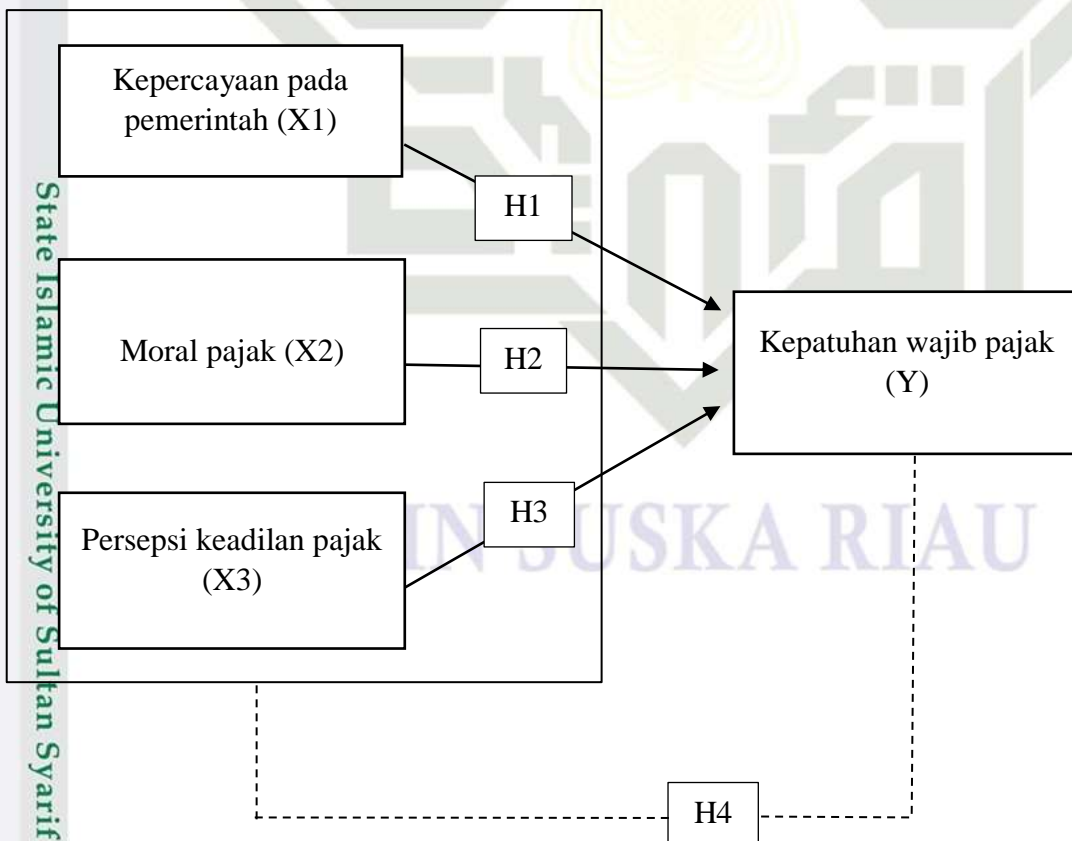 Kepercayaan pada
pemerintah (X1)
H1
Moral pajak (X2)
H2
Kepatuhan wajib pajak
(Y)
Persepsi keadilan pajak
(X3)
H3
H4
State Islamic University of Sultan Syarif
IN SUSKA RIAU